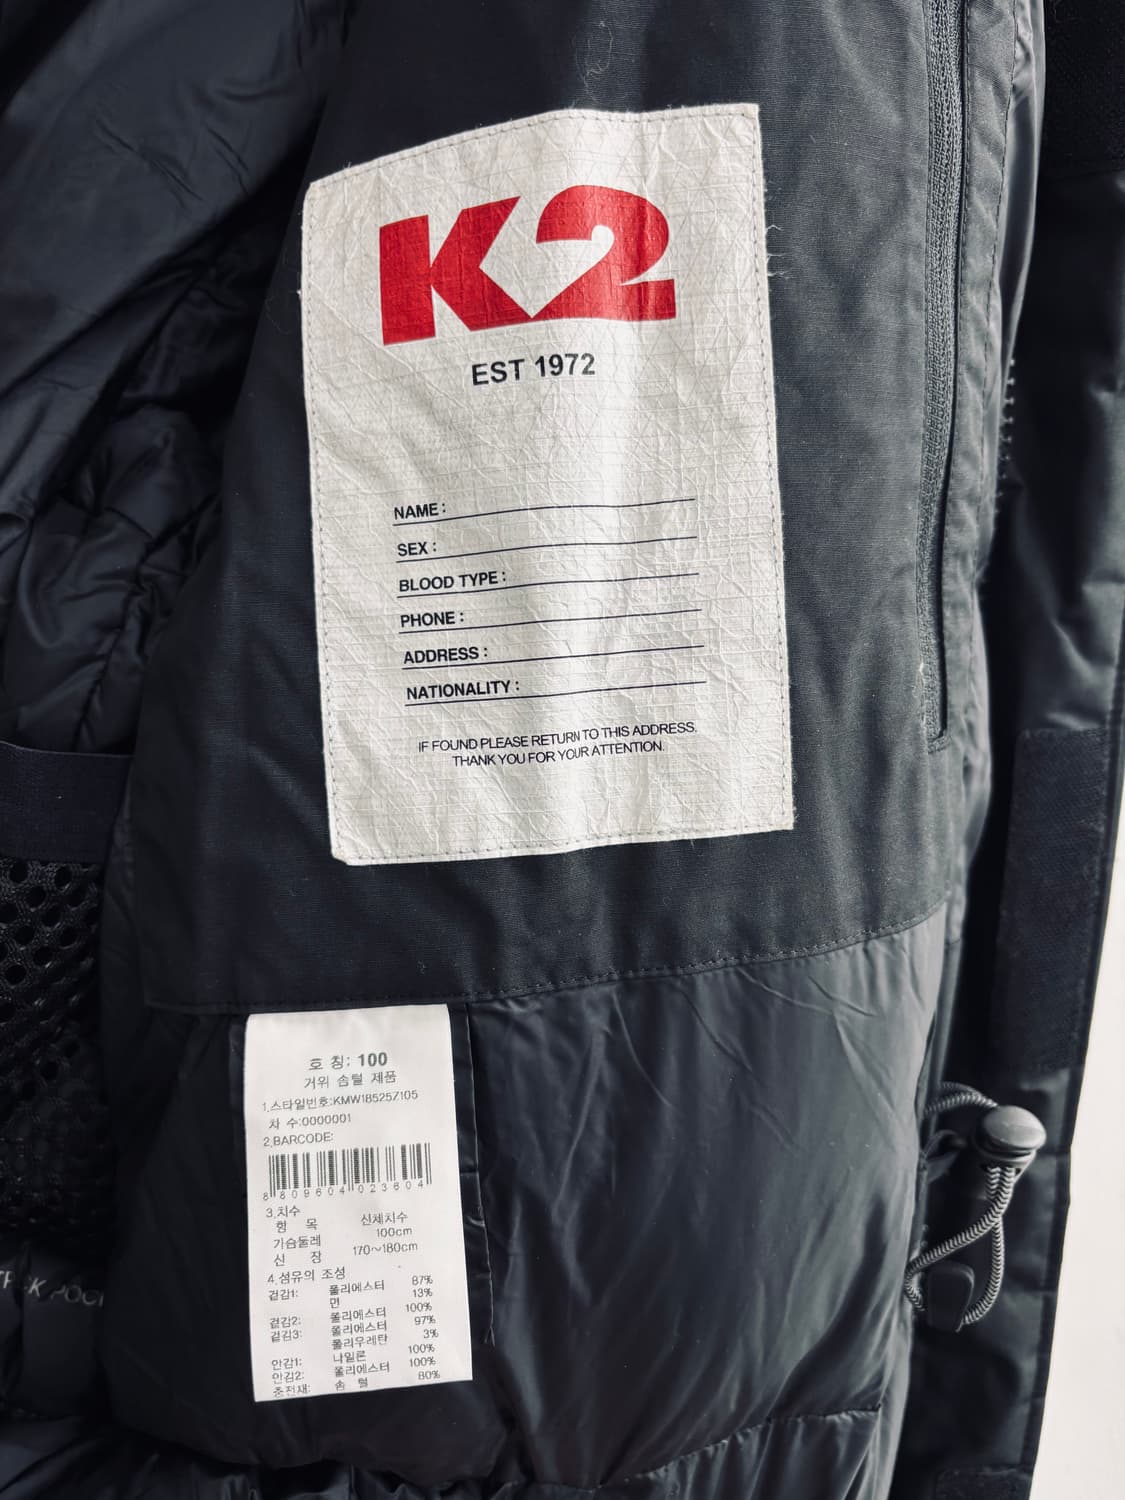 K2
EST 1972
NAME :
SEX :
BLOOD TYPE :
PHONE :
ADDRESS :
NATIONALITY :
IF FOUND PLEASE RETURN TO THIS ADDRESS.
THANK YOU FOR YOUR ATTENTION.
호 칭: 100
거위 솜털 제품
1.스타일번호:KMW18525Z105
차 수:0000001
2.BARCODE:
8 809604 023604
3.치수
항 목 신체치수
가슴둘레 100cm
신 장 170~180cm
4.섬유의 조성
겉감1: 폴리에스터 87%
면 13%
겉감2: 폴리에스터 100%
겉감3: 폴리에스터 97%
폴리우레탄 3%
안감1: 나일론 100%
안감2: 폴리에스터 100%
충전재: 솜 털 80%